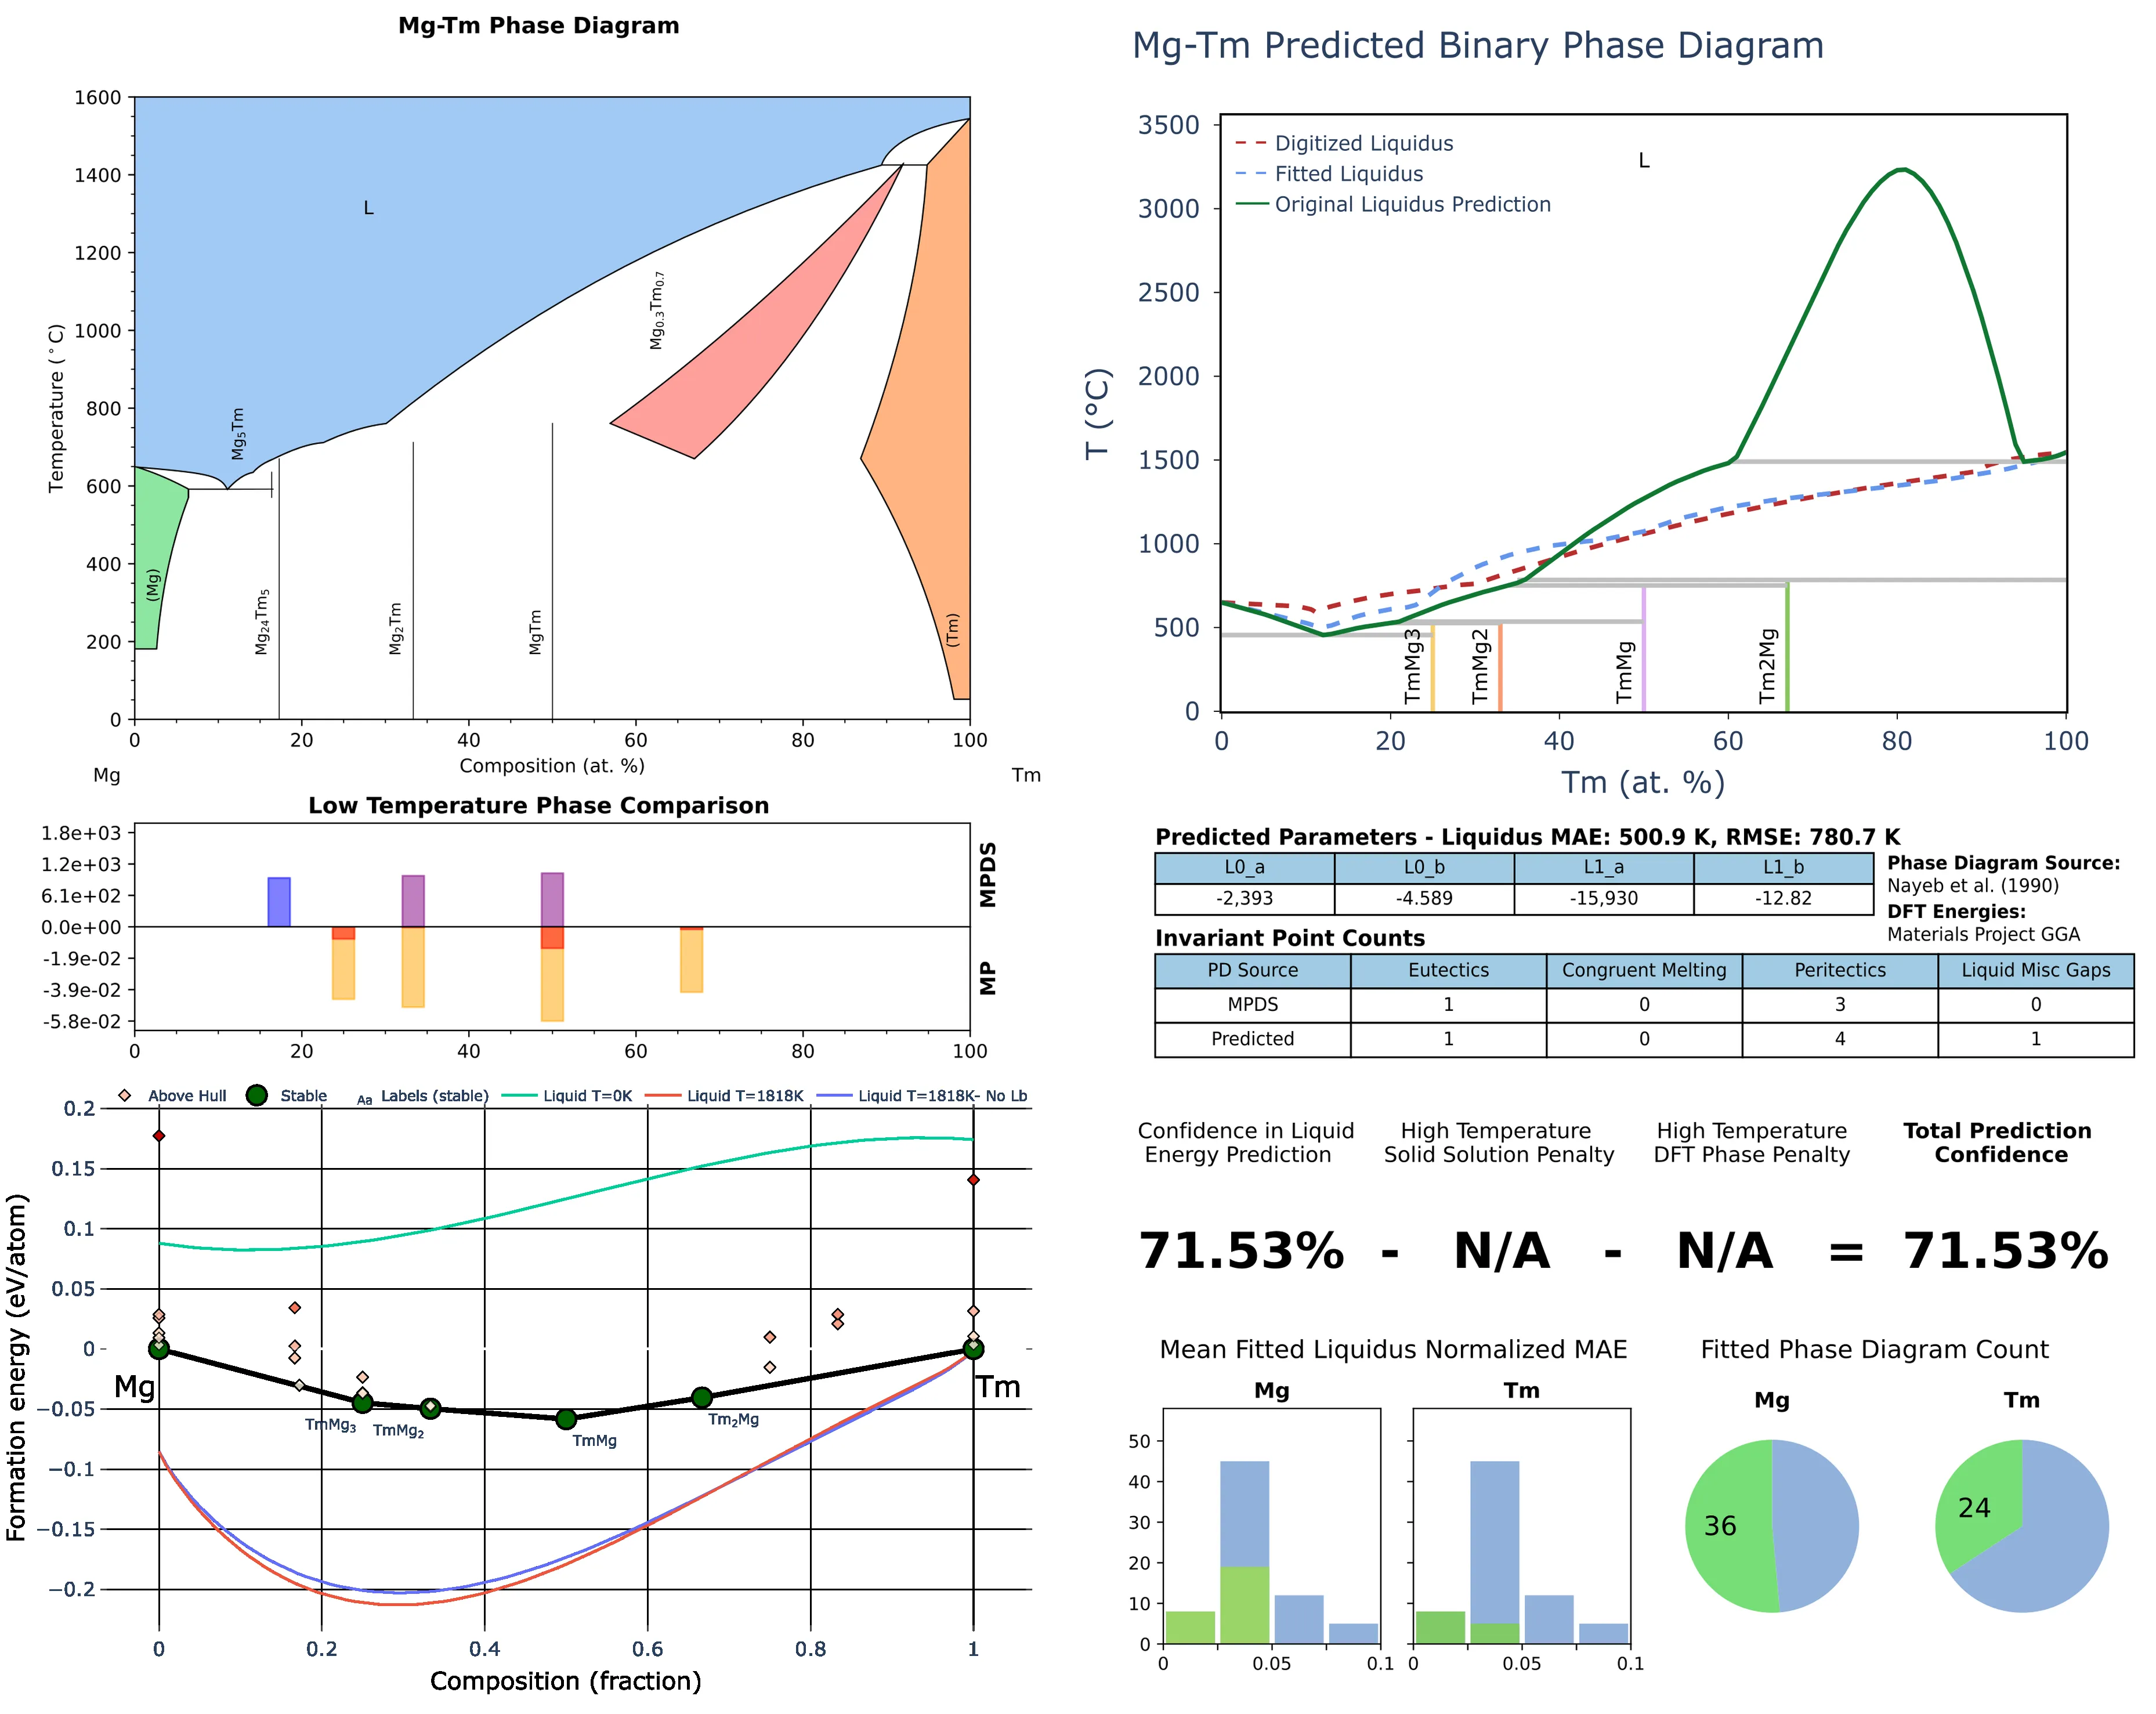 Mg-Tm Phase Diagram
1600
1400
1200
1000
800
600
400
200
0
Temperature (°C)
L
Mg0.3Tm0.7
Mg5Tm
(Mg)
Mg24Tm5
Mg2Tm
MgTm
(Tm)
0 20 40 60 80 100
Composition (at. %)
Mg Tm
Mg-Tm Predicted Binary Phase Diagram
3500
3000
2500
2000
1500
1000
500
0
T (°C)
Digitized Liquidus
Fitted Liquidus
Original Liquidus Prediction
L
TmMg3
TmMg2
TmMg
Tm2Mg
0 20 40 60 80 100
Tm (at. %)
Low Temperature Phase Comparison
1.8e+03
1.2e+03
6.1e+02
0.0e+00
-1.9e-02
-3.9e-02
-5.8e-02
MPDS
MP
0 20 40 60 80 100
Predicted Parameters - Liquidus MAE: 500.9 K, RMSE: 780.7 K
L0_a L0_b L1_a L1_b
-2,393 -4.589 -15,930 -12.82
Phase Diagram Source:
Nayeb et al. (1990)
DFT Energies:
Materials Project GGA
Invariant Point Counts
PD Source Eutectics Congruent Melting Peritectics Liquid Misc Gaps
MPDS 1 0 3 0
Predicted 1 0 4 1
Above Hull Stable Aa Labels (stable) Liquid T=0K Liquid T=1818K Liquid T=1818K- No Lb
0.2
0.15
0.1
0.05
0
−0.05
−0.1
−0.15
−0.2
Formation energy (eV/atom)
Mg
Tm
TmMg3
TmMg2
TmMg
Tm2Mg
0 0.2 0.4 0.6 0.8 1
Composition (fraction)
Confidence in Liquid
Energy Prediction
High Temperature
Solid Solution Penalty
High Temperature
DFT Phase Penalty
Total Prediction
Confidence
71.53% - N/A - N/A = 71.53%
Mean Fitted Liquidus Normalized MAE
Mg
Tm
50
40
30
20
10
0
0 0.05 0.1
0 0.05 0.1
Fitted Phase Diagram Count
Mg
Tm
36
24